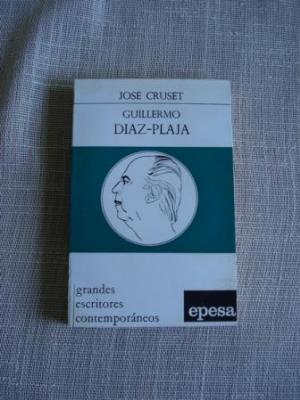 JOSE CRUSET
GUILLERMO
DIAZ-PLAJA
grandes
escritores
contemporáneos
epesa